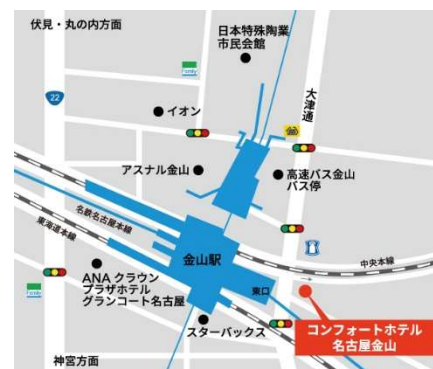 伏見・丸の内方面
日本特殊陶業
市民会館
Family
22
イオン
大津通
アスナル金山
高速バス金山
バス停
名鉄名古屋本線
東海道本線
金山駅
中央本線
ANA クラウン
プラザホテル
グランコート名古屋
東口
Family
スターバックス
コンフォートホテル
名古屋金山
神宮方面